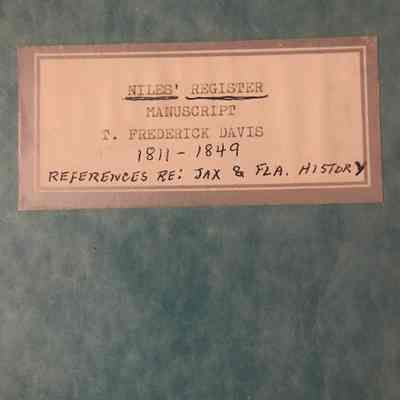 NILES' REGISTER
MANUSCRIPT
T. FREDERICK DAVIS
1811 - 1849
REFERENCES RE: JAX & FLA. HISTORY